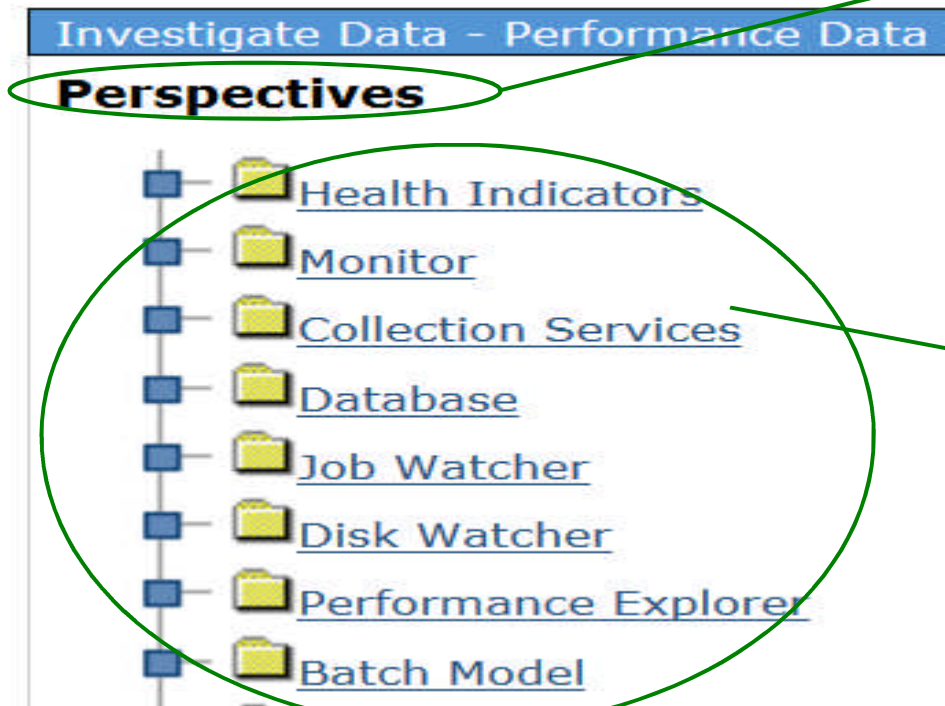 Investigate Data - Performance Data
Perspectives
Health Indicators
Monitor
Collection Services
Database
Job Watcher
Disk Watcher
Performance Explorer
Batch Model